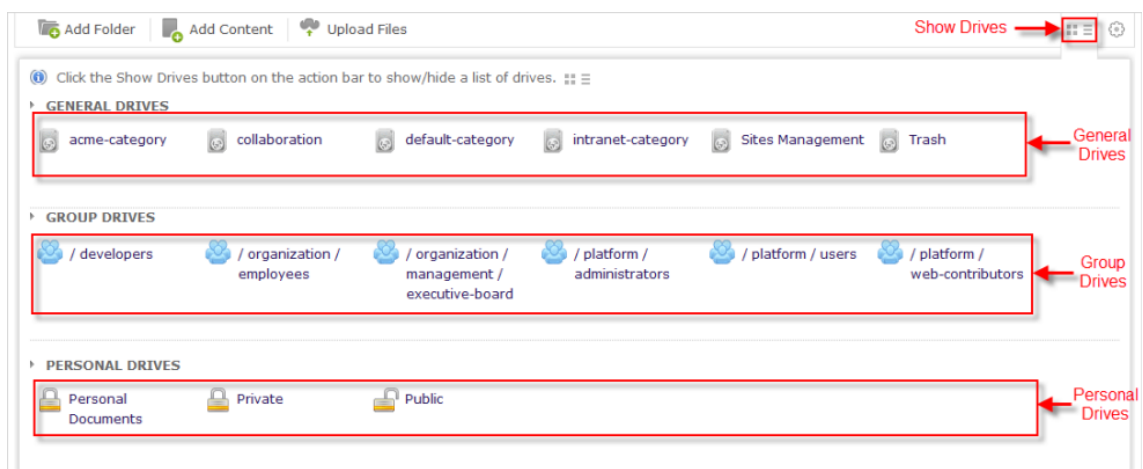 Add Folder Add Content Upload Files Show Drives
Click the Show Drives button on the action bar to show/hide a list of drives.
GENERAL DRIVES
acme-category collaboration default-category intranet-category Sites Management Trash
General
Drives
GROUP DRIVES
/ developers / organization / / organization / / platform / / platform / users / platform /
employees management / administrators web-contributors
executive-board
Group
Drives
PERSONAL DRIVES
Personal Private Public
Documents
Personal
Drives